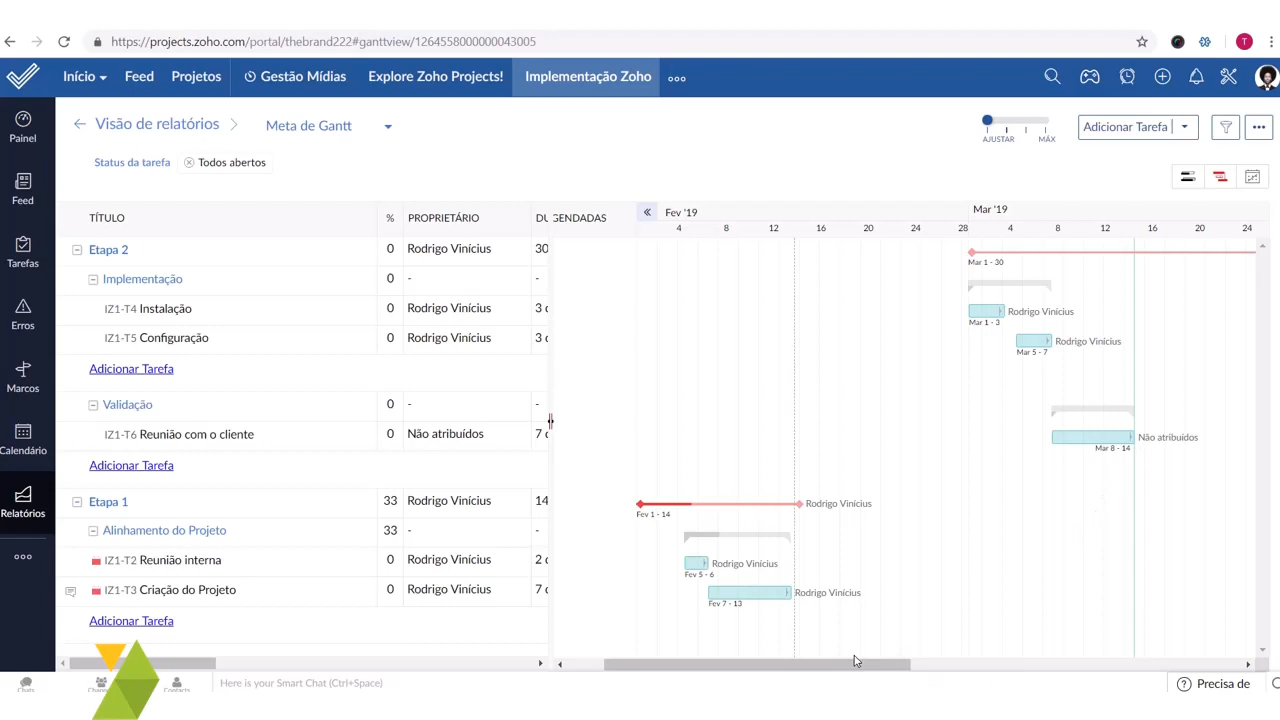 https://projects.zoho.com/portal/thebrand222#ganttview/1264558000000043005
T
Início Feed Projetos Gestão Mídias Explore Zoho Projects! Implementação Zoho
Painel
Feed
Tarefas
Erros
Marcos
Calendário
Relatórios
Visão de relatórios Meta de Gantt
AJUSTAR MÁX
Adicionar Tarefa
Status da tarefa Todos abertos
TÍTULO % PROPRIETÁRIO DU GENDADAS
Fev '19 Mar '19
4 8 12 16 20 24 28 4 8 12 16 20 24
Etapa 2 0 Rodrigo Vinícius 30
Mar 1 - 30
Implementação 0 - -
IZ1-T4 Instalação 0 Rodrigo Vinícius 3 d
Rodrigo Vinícius
Mar 1 - 3
IZ1-T5 Configuração 0 Rodrigo Vinícius 3 d
Rodrigo Vinícius
Mar 5 - 7
Adicionar Tarefa
Validação 0 - -
IZ1-T6 Reunião com o cliente 0 Não atribuídos 7 d
Não atribuídos
Mar 8 - 14
Adicionar Tarefa
Etapa 1 33 Rodrigo Vinícius 14
Rodrigo Vinícius
Fev 1 - 14
Alinhamento do Projeto 33 - -
IZ1-T2 Reunião interna 0 Rodrigo Vinícius 2 d
Rodrigo Vinícius
Fev 5 - 6
IZ1-T3 Criação do Projeto 0 Rodrigo Vinícius 7 d
Rodrigo Vinícius
Fev 7 - 13
Adicionar Tarefa
Chats Contacts
Here is your Smart Chat (Ctrl+Space)
Precisa de